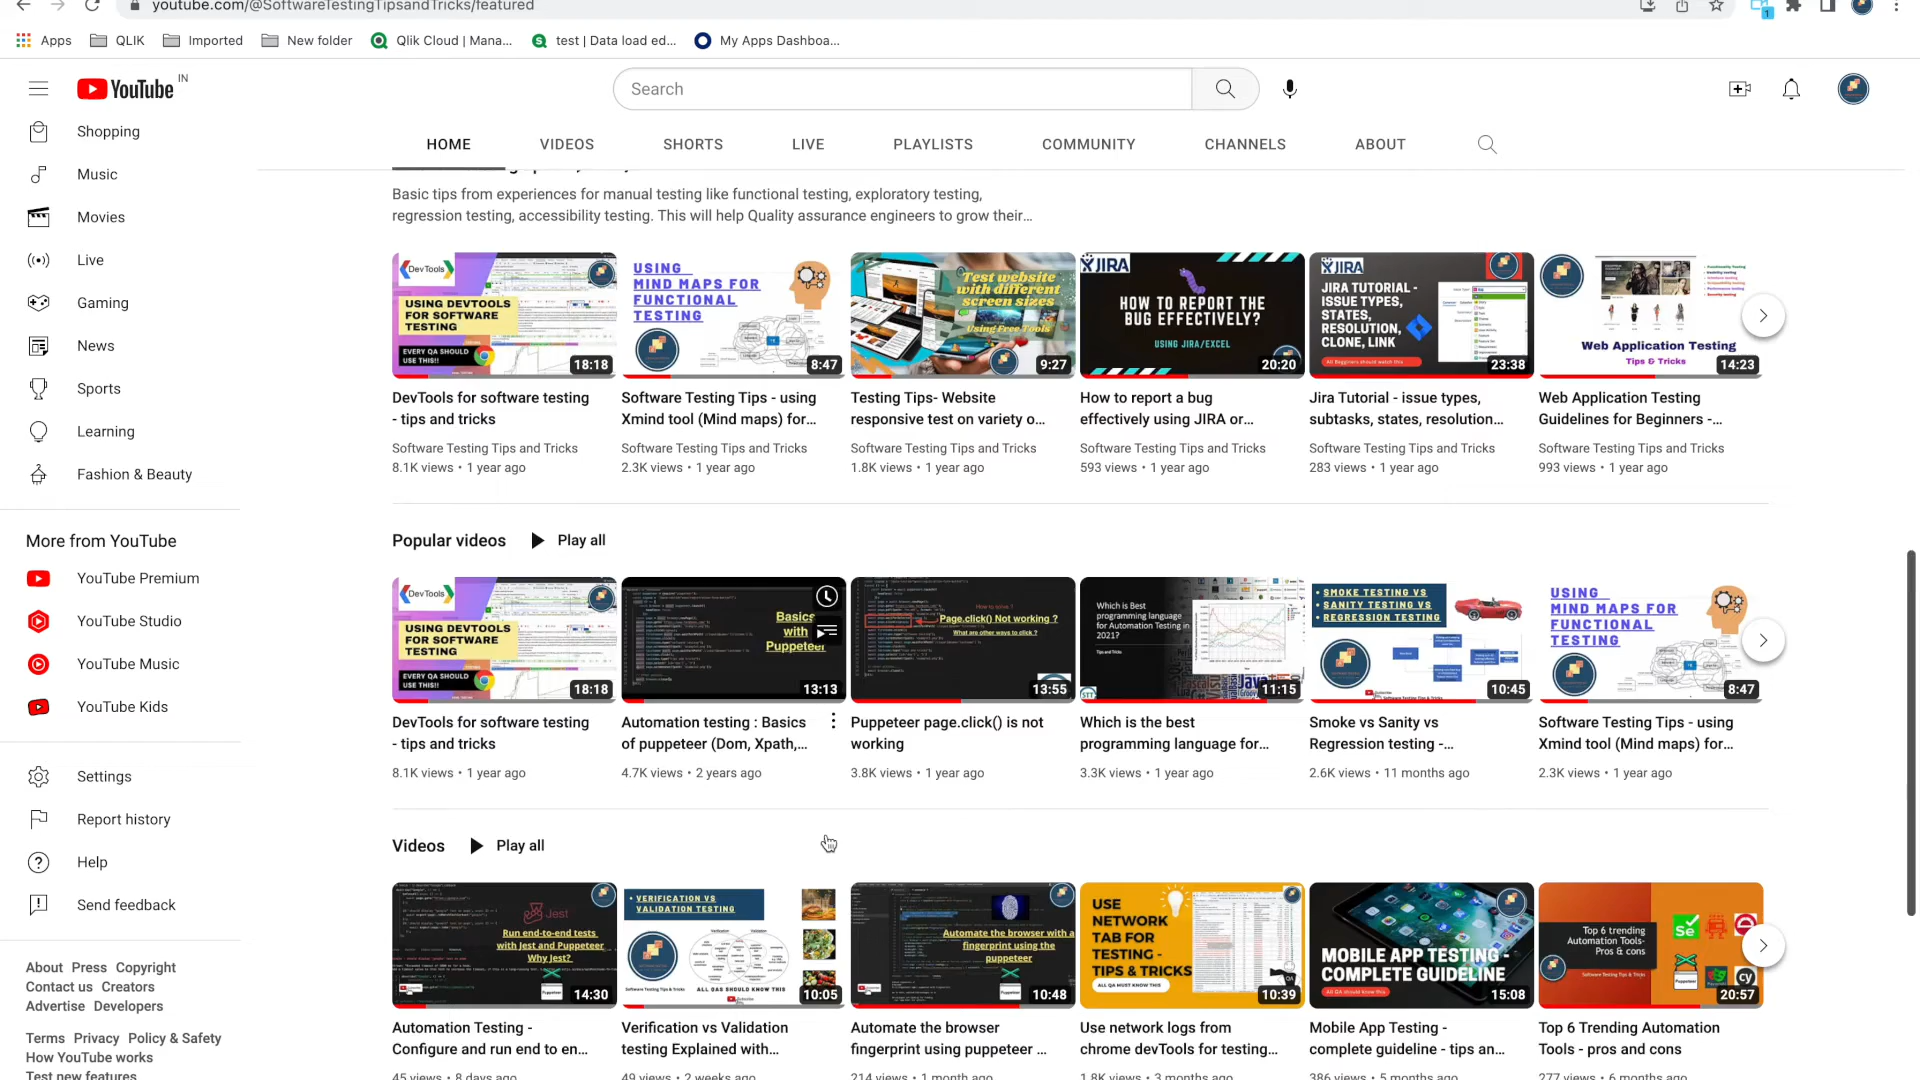 youtube.com/@SoftwareTestingTipsandTricks/featured
Apps QLIK Imported New folder Qlik Cloud | Mana... test | Data load ed... My Apps Dashboa...
YouTube IN
Search
HOME VIDEOS SHORTS LIVE PLAYLISTS COMMUNITY CHANNELS ABOUT
Shopping
Music
Movies
Live
Gaming
News
Sports
Learning
Fashion & Beauty
More from YouTube
YouTube Premium
YouTube Studio
YouTube Music
YouTube Kids
Settings
Report history
Help
Send feedback
About Press Copyright
Contact us Creators
Advertise Developers
Terms Privacy Policy & Safety
How YouTube works
Test new features
Basic tips from experiences for manual testing like functional testing, exploratory testing,
regression testing, accessibility testing. This will help Quality assurance engineers to grow their...
DevTools
USING DEVTOOLS
FOR SOFTWARE
TESTING
EVERY QA SHOULD
USE THIS!!
18:18
DevTools for software testing
- tips and tricks
Software Testing Tips and Tricks
8.1K views • 1 year ago
USING
MIND MAPS FOR
FUNCTIONAL
TESTING
8:47
Software Testing Tips - using
Xmind tool (Mind maps) for...
Software Testing Tips and Tricks
2.3K views • 1 year ago
Test website
with different
screen sizes
Using Free Tools
9:27
Testing Tips- Website
responsive test on variety o...
Software Testing Tips and Tricks
1.8K views • 1 year ago
JIRA
HOW TO REPORT THE
BUG EFFECTIVELY?
USING JIRA/EXCEL
20:20
How to report a bug
effectively using JIRA or...
Software Testing Tips and Tricks
593 views • 1 year ago
JIRA
JIRA TUTORIAL -
ISSUE TYPES,
STATES,
RESOLUTION,
CLONE, LINK
All Begginers should watch this
23:38
Jira Tutorial - issue types,
subtasks, states, resolution...
Software Testing Tips and Tricks
283 views • 1 year ago
Web Application Testing
Tips & Tricks
14:23
Web Application Testing
Guidelines for Beginners -...
Software Testing Tips and Tricks
993 views • 1 year ago
Popular videos Play all
DevTools
USING DEVTOOLS
FOR SOFTWARE
TESTING
EVERY QA SHOULD
USE THIS!!
18:18
DevTools for software testing
- tips and tricks
8.1K views • 1 year ago
Basics
with
Puppeteer
13:13
Automation testing : Basics
of puppeteer (Dom, Xpath,...
4.7K views • 2 years ago
How to solve ?
Page.click() Not working ?
What are other ways to click ?
13:55
Puppeteer page.click() is not
working
3.8K views • 1 year ago
Which is Best
programming language for
Automation Testing in
2021?
Tips and Tricks
STT
Java
Groovy
11:15
Which is the best
programming language for...
3.3K views • 1 year ago
• SMOKE TESTING VS
• SANITY TESTING VS
• REGRESSION TESTING
10:45
Smoke vs Sanity vs
Regression testing -...
2.6K views • 11 months ago
USING
MIND MAPS FOR
FUNCTIONAL
TESTING
8:47
Software Testing Tips - using
Xmind tool (Mind maps) for...
2.3K views • 1 year ago
Videos Play all
Jest
Run end-to-end tests
with Jest and Puppeteer
Why Jest?
Puppeteer
14:30
Automation Testing -
Configure and run end to en...
45 views • 8 days ago
• VERIFICATION VS
VALIDATION TESTING
Software Testing Tips & Tricks
ALL QAS SHOULD KNOW THIS
10:05
Verification vs Validation
testing Explained with...
49 views • 2 weeks ago
Automate the browser with a
fingerprint using the
puppeteer
Puppeteer
10:48
Automate the browser
fingerprint using puppeteer ...
214 views • 1 month ago
USE
NETWORK
TAB FOR
TESTING -
TIPS & TRICKS
ALL QA MUST KNOW THIS
QA
10:39
Use network logs from
chrome devTools for testing...
1.8K views • 3 months ago
MOBILE APP TESTING -
COMPLETE GUIDELINE
All QA should know this
15:08
Mobile App Testing -
complete guideline - tips an...
386 views • 5 months ago
Top 6 trending
Automation Tools-
Pros & cons
Software Testing Tips & Tricks
Se
Puppeteer
cy
20:57
Top 6 Trending Automation
Tools - pros and cons
277 views • 6 months ago